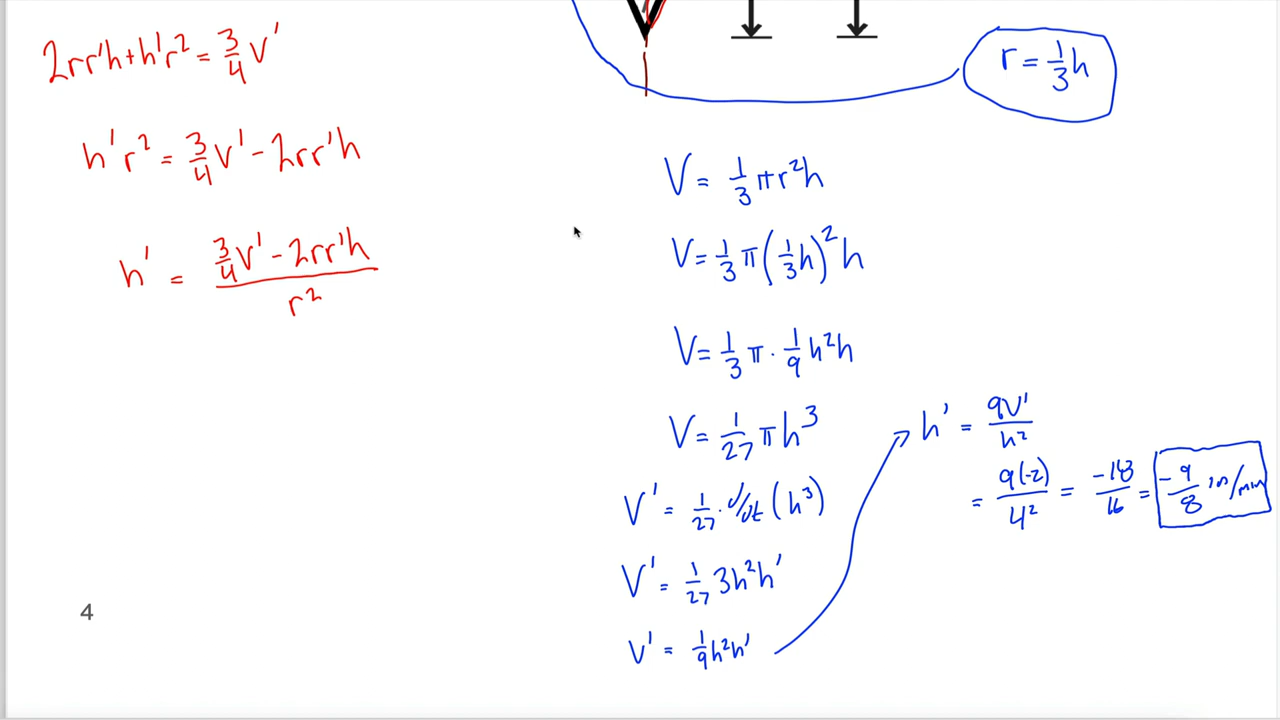 2rr'h+h'r² = 3/4 V'
h'r² = 3/4 V' - 2rr'h
h' = (3/4 V' - 2rr'h)/r²
r = 1/3 h
V = 1/3 πr²h
V = 1/3 π(1/3 h)²h
V = 1/3 π · 1/9 h²h
V = 1/27 πh³
V' = 1/27 · d/dt (h³)
V' = 1/27 3h²h'
V' = 1/9 h²h'
h' = 9V'/h²
= 9(-2)/4² = -18/16 = -9/8 in/min
4